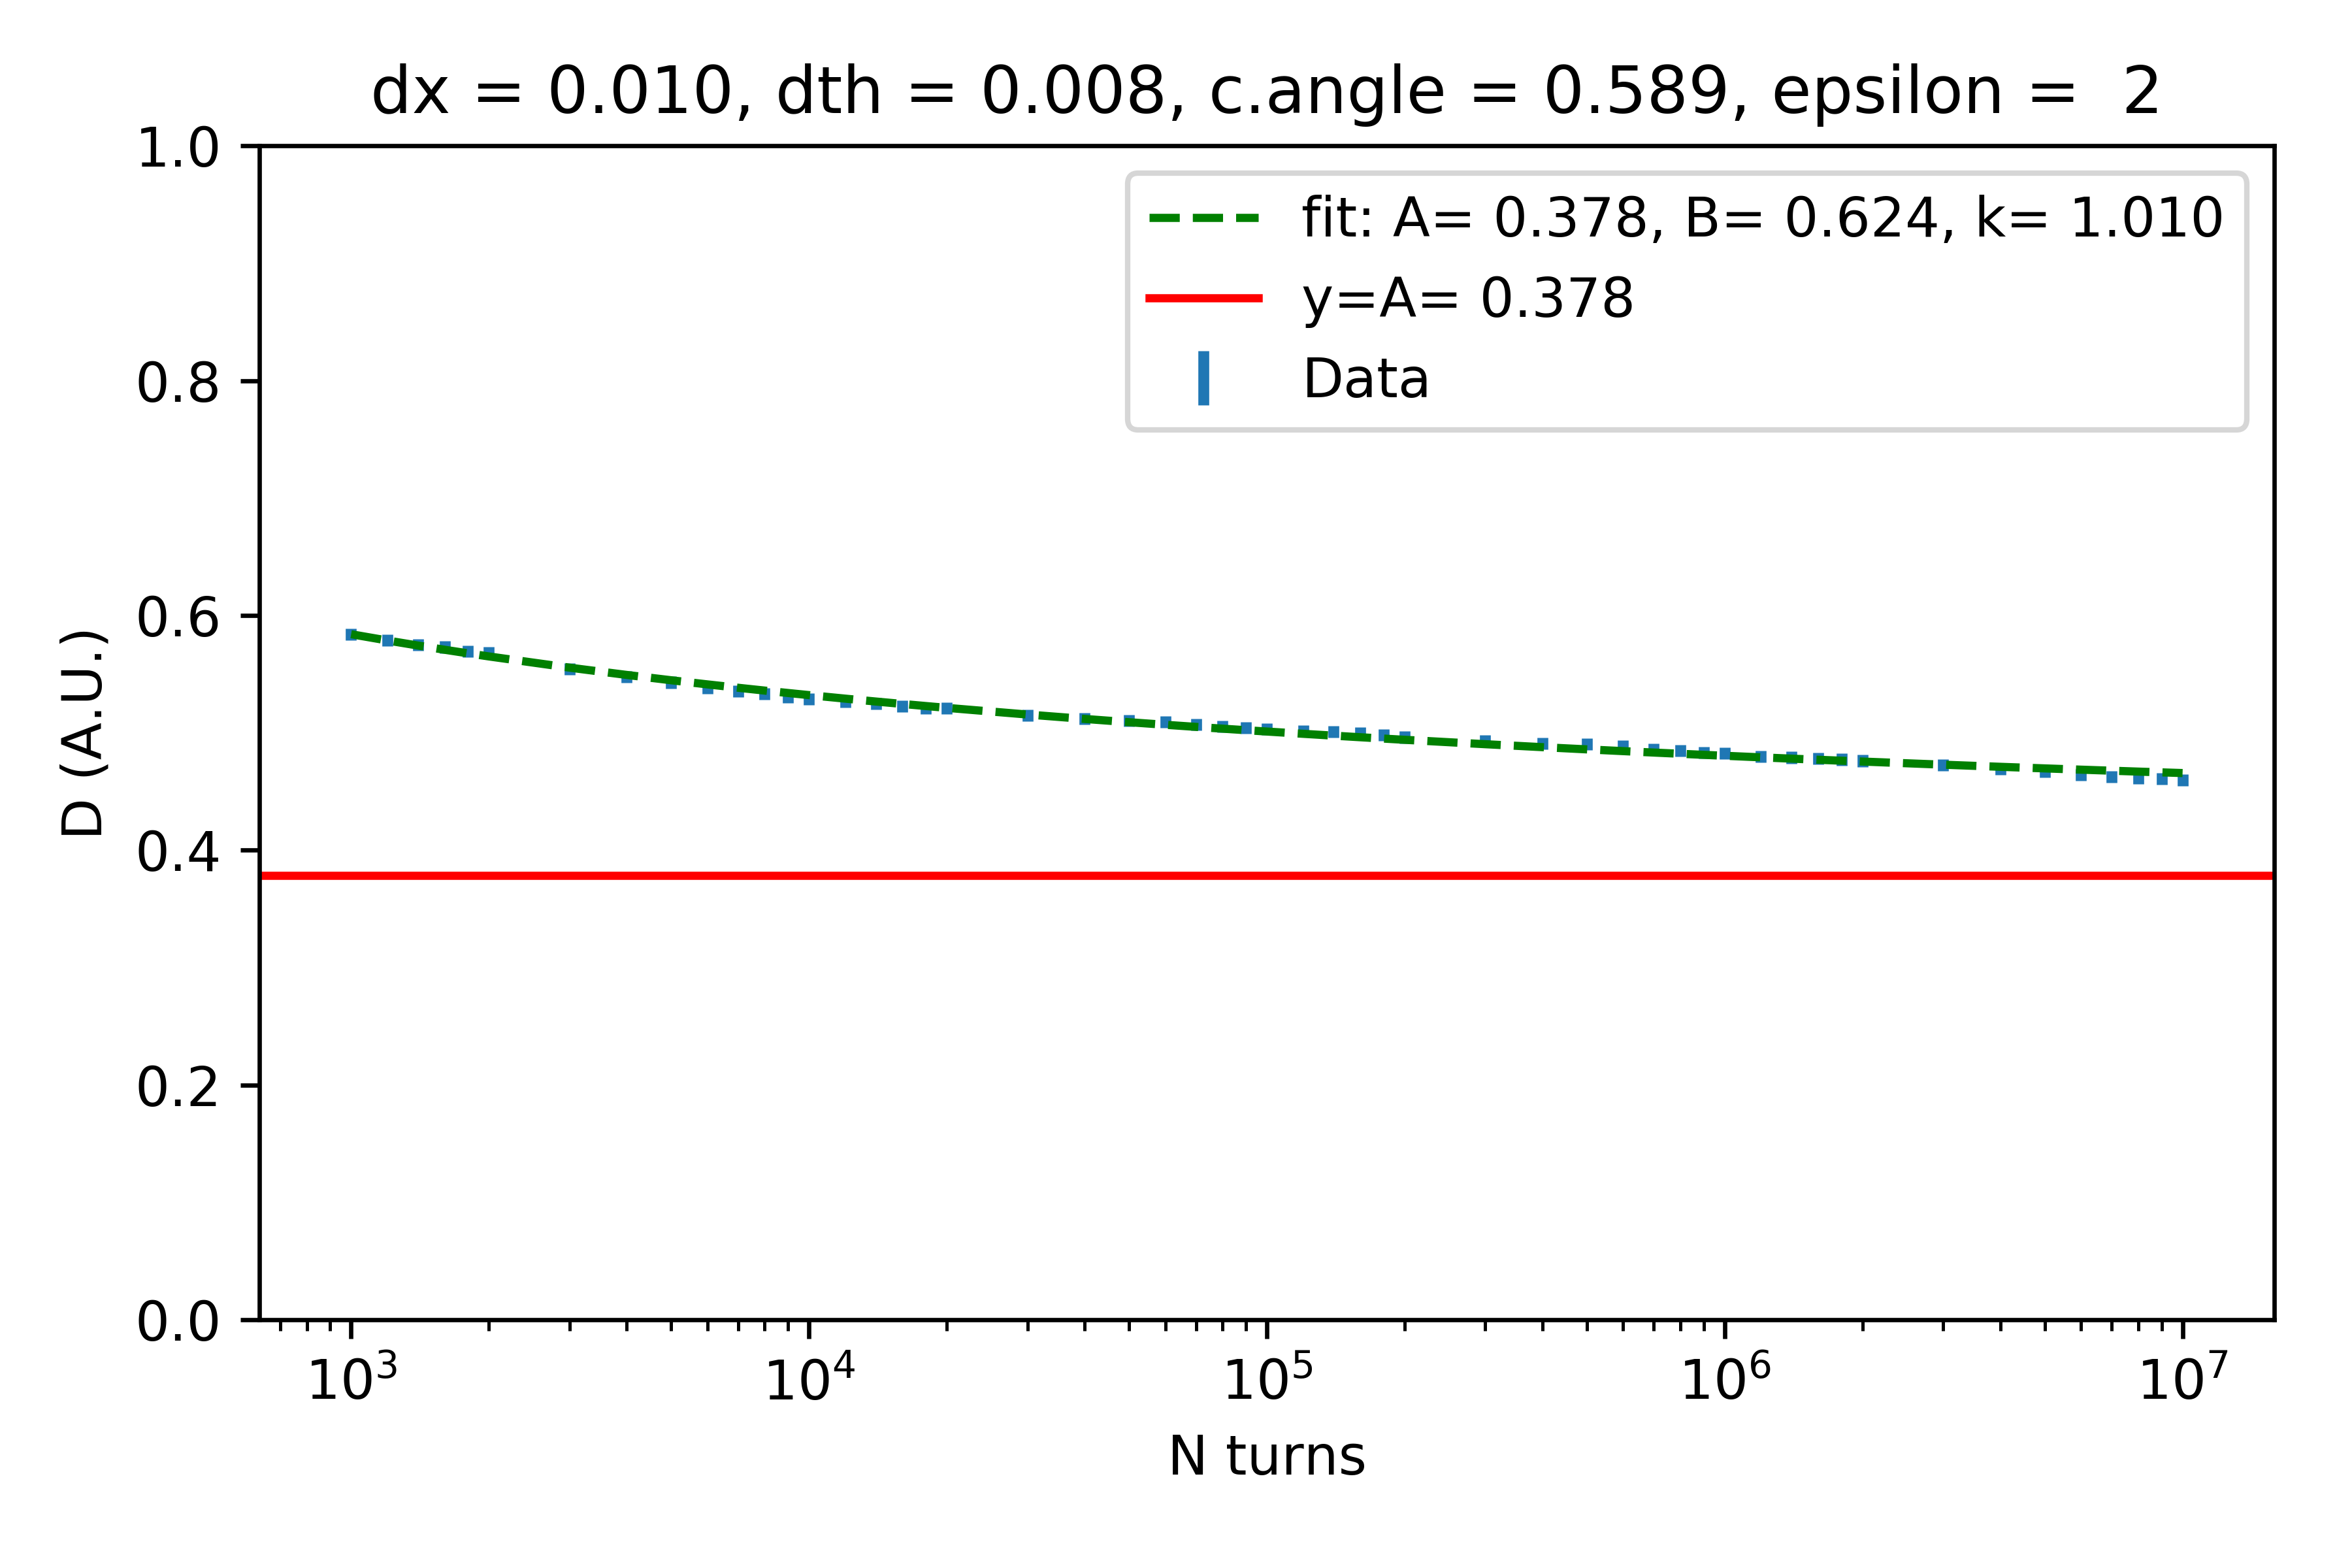 dx = 0.010, dth = 0.008, c.angle = 0.589, epsilon =  2
fit: A= 0.378, B= 0.624, k= 1.010
y=A= 0.378
Data
D (A.U.)
1.0
0.8
0.6
0.4
0.2
0.0
10³ 10⁴ 10⁵ 10⁶ 10⁷
N turns